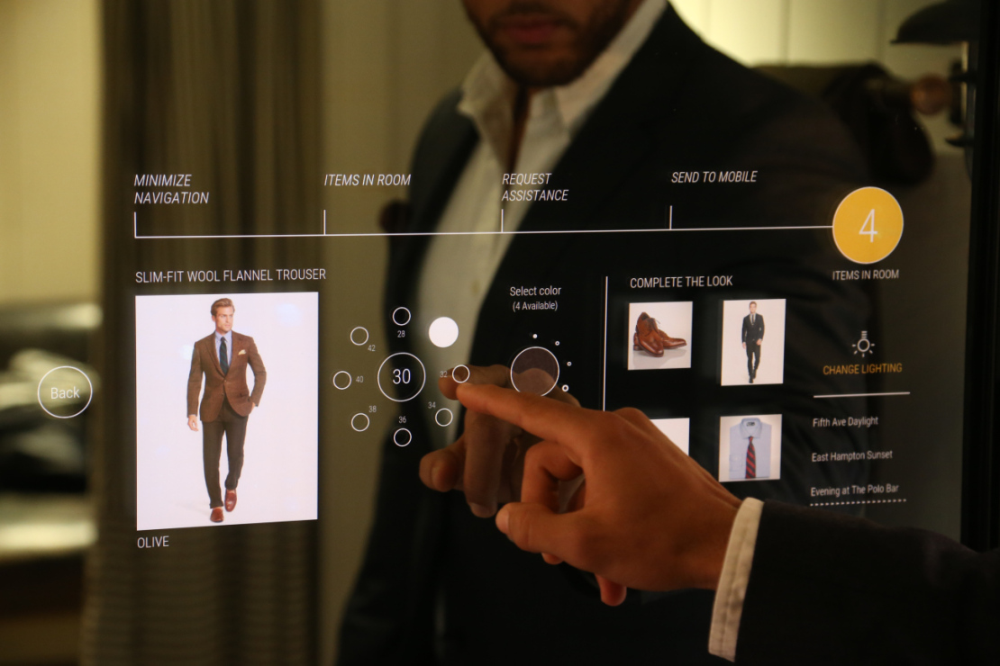 MINIMIZE
NAVIGATION
ITEMS IN ROOM
REQUEST
ASSISTANCE
SEND TO MOBILE
4
ITEMS IN ROOM
SLIM-FIT WOOL FLANNEL TROUSER
Select color
(4 Available)
COMPLETE THE LOOK
Back
28
42
30
40
32
38
34
36
CHANGE LIGHTING
Fifth Ave Daylight
East Hampton Sunset
Evening at The Polo Bar
OLIVE